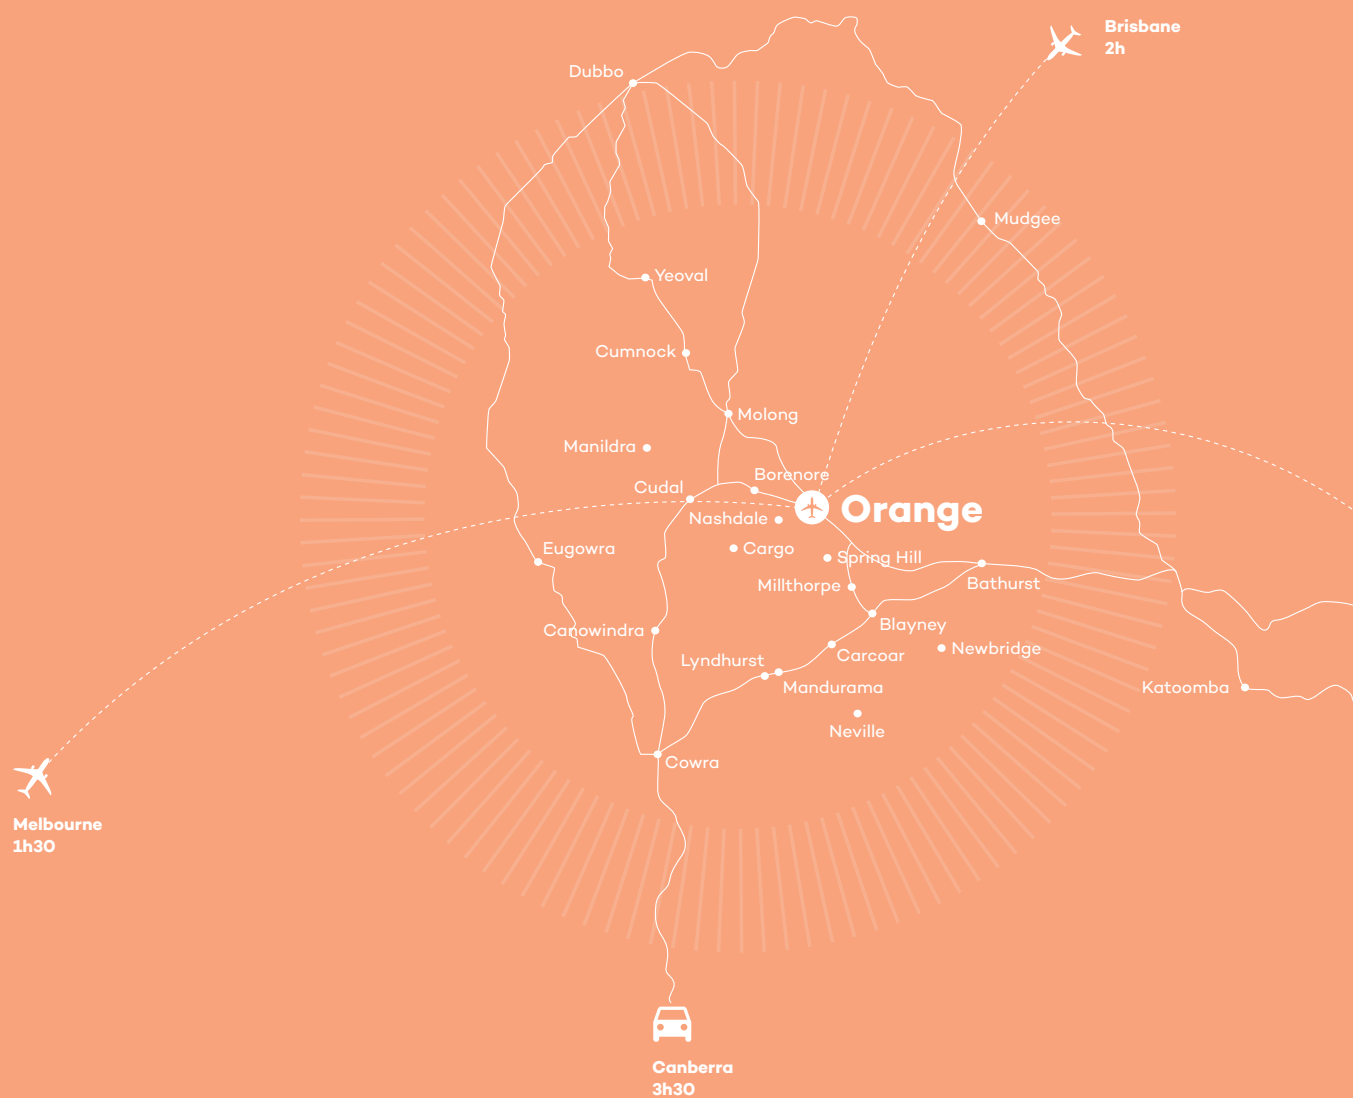 Brisbane
2h
Dubbo
Mudgee
Yeoval
Cumnock
Molong
Manildra
Borenore
Cudal
Orange
Nashdale
Eugowra
Cargo
Spring Hill
Millthorpe
Bathurst
Blayney
Canowindra
Newbridge
Carcoar
Lyndhurst
Mandurama
Katoomba
Neville
Cowra
Melbourne
1h30
Canberra
3h30